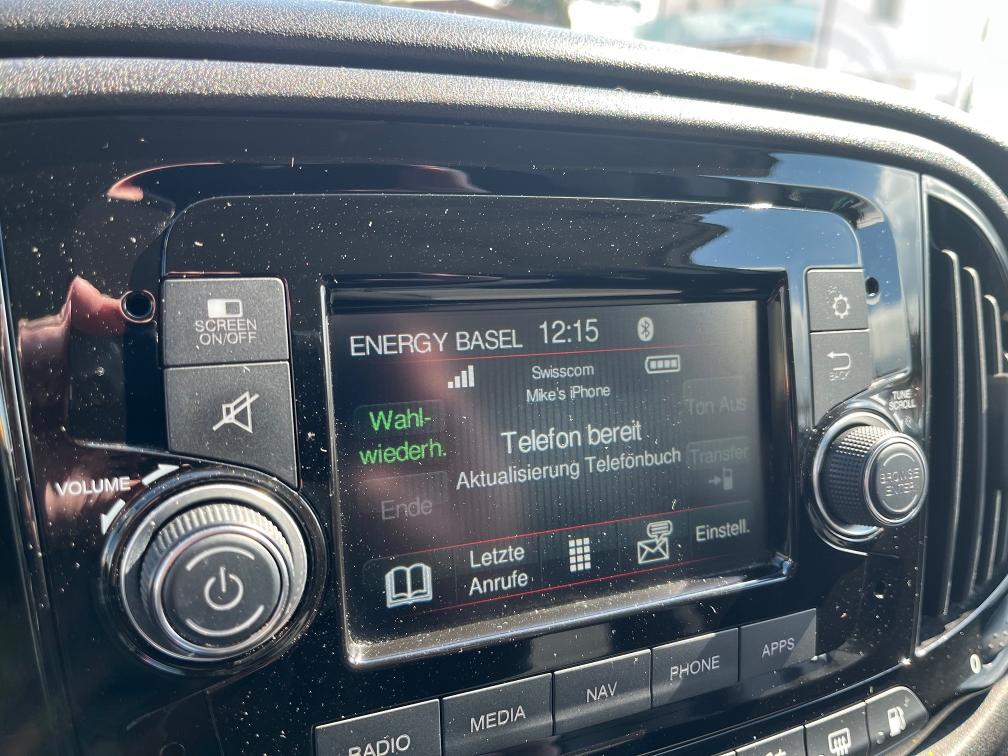 SCREEN
ON/OFF
VOLUME
ENERGY BASEL 12:15
Swisscom
Mike's iPhone
Wahl-
wiederh.
Ton Aus
Telefon bereit
Aktualisierung Telefonbuch
Transfer
Ende
Letzte
Anrufe
Einstell.
BACK
TUNE
SCROLL
BROWSE
ENTER
RADIO
MEDIA
NAV
PHONE
APPS
0